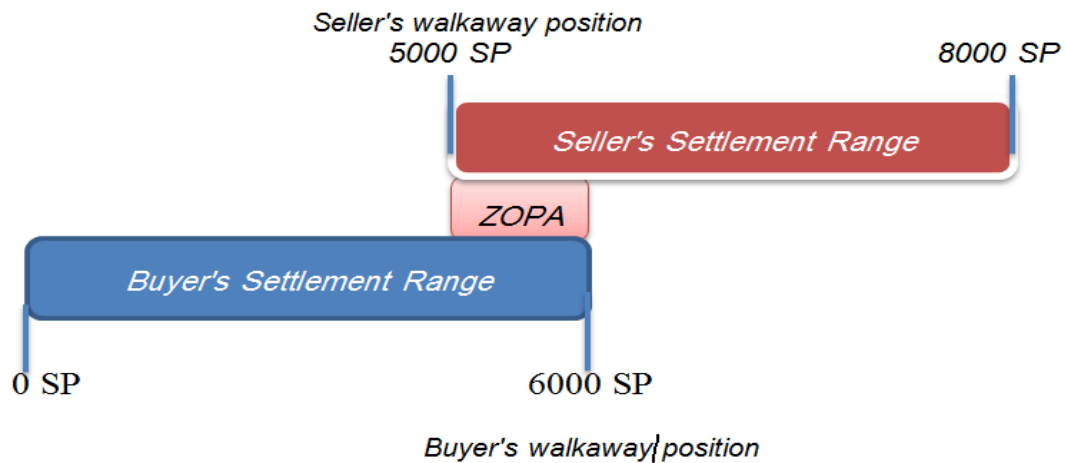 Seller's walkaway position
5000 SP
8000 SP
Seller's Settlement Range
ZOPA
Buyer's Settlement Range
0 SP
6000 SP
Buyer's walkaway position